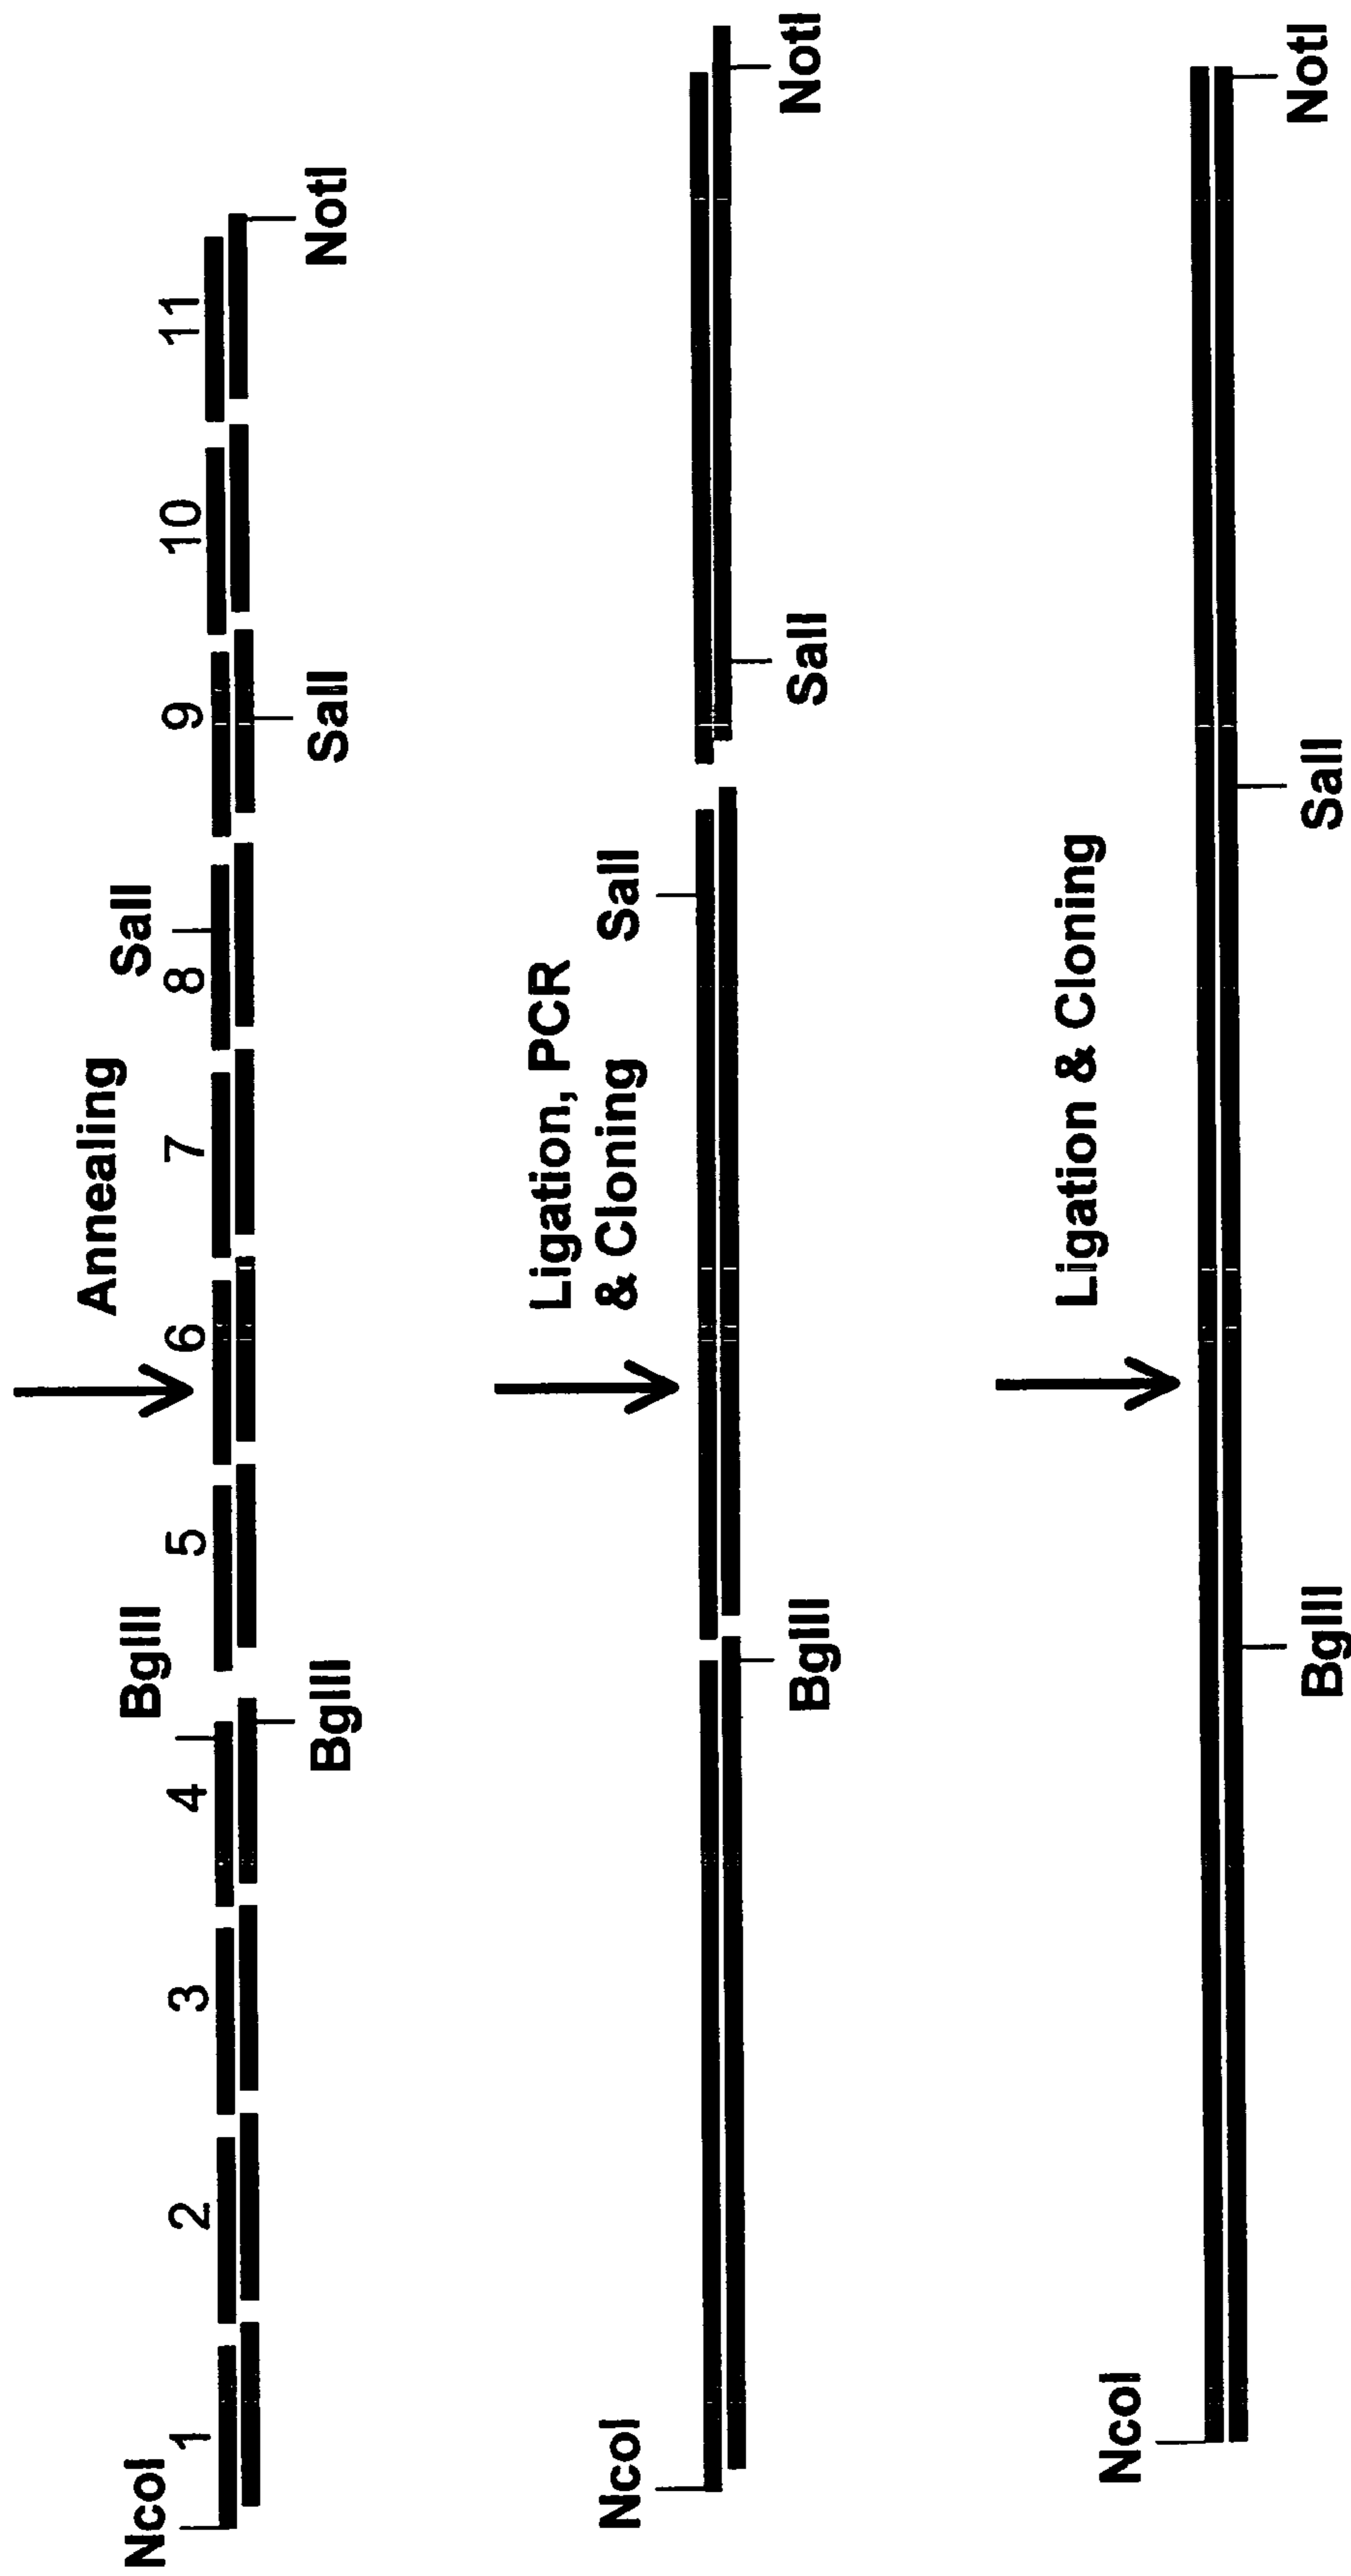 Annealing
NcoI 1 2 3 4 BglII 5 6 7 8 SalI 9 10 11
BglII SalI NotI
Ligation, PCR
& Cloning
NcoI SalI
BglII SalI NotI
Ligation & Cloning
NcoI
BglII SalI NotI